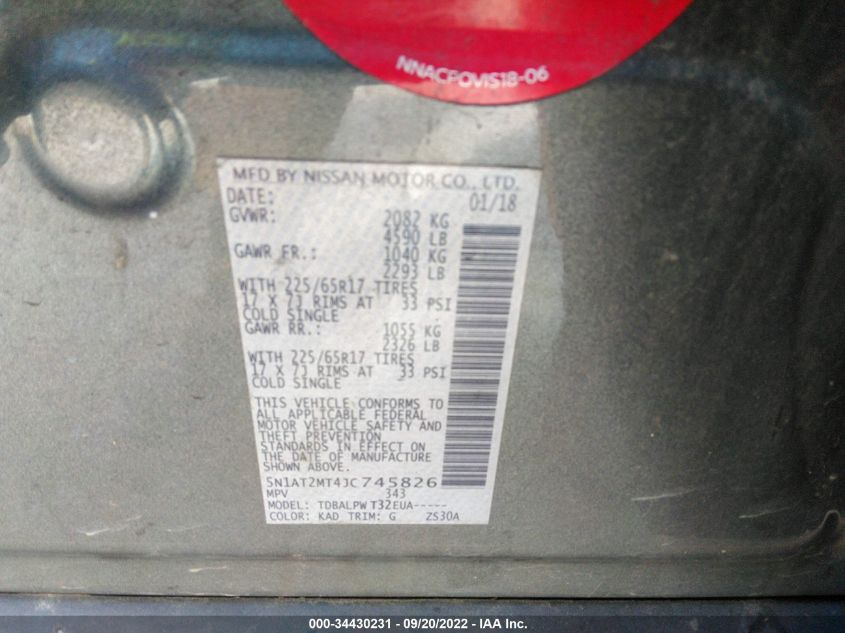 NNACFOVIS18-06
MFD BY NISSAN MOTOR CO., LTD.
DATE: 01/18
GVWR: 2082 KG
4590 LB
GAWR FR.: 1040 KG
2293 LB
WITH 225/65R17 TIRES
17 X 7J RIMS AT 33 PSI
COLD SINGLE
GAWR RR.: 1055 KG
2326 LB
WITH 225/65R17 TIRES
17 X 7J RIMS AT 33 PSI
COLD SINGLE
THIS VEHICLE CONFORMS TO
ALL APPLICABLE FEDERAL
MOTOR VEHICLE SAFETY AND
THEFT PREVENTION
STANDARDS IN EFFECT ON
THE DATE OF MANUFACTURE
SHOWN ABOVE.
5N1AT2MT4JC745826
MPV 343
MODEL: TDBALPW T32EUA-----
COLOR: KAD TRIM: G ZS30A
000-34430231 - 09/20/2022 - IAA Inc.